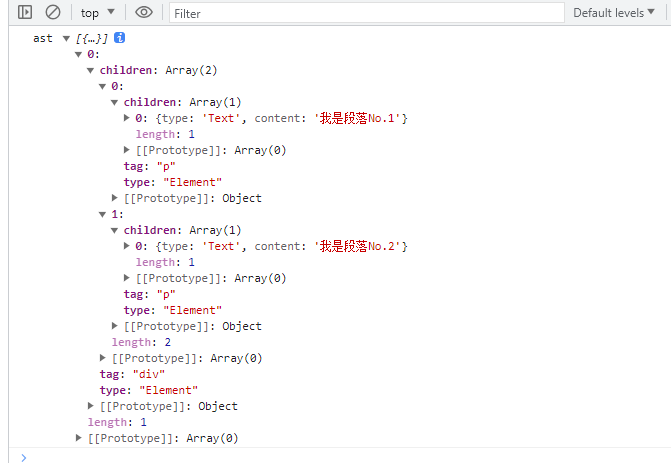 top Filter Default levels
ast [{…}] i
0:
children: Array(2)
0:
children: Array(1)
0: {type: 'Text', content: '我是段落No.1'}
length: 1
[[Prototype]]: Array(0)
tag: "p"
type: "Element"
[[Prototype]]: Object
1:
children: Array(1)
0: {type: 'Text', content: '我是段落No.2'}
length: 1
[[Prototype]]: Array(0)
tag: "p"
type: "Element"
[[Prototype]]: Object
length: 2
[[Prototype]]: Array(0)
tag: "div"
type: "Element"
[[Prototype]]: Object
length: 1
[[Prototype]]: Array(0)